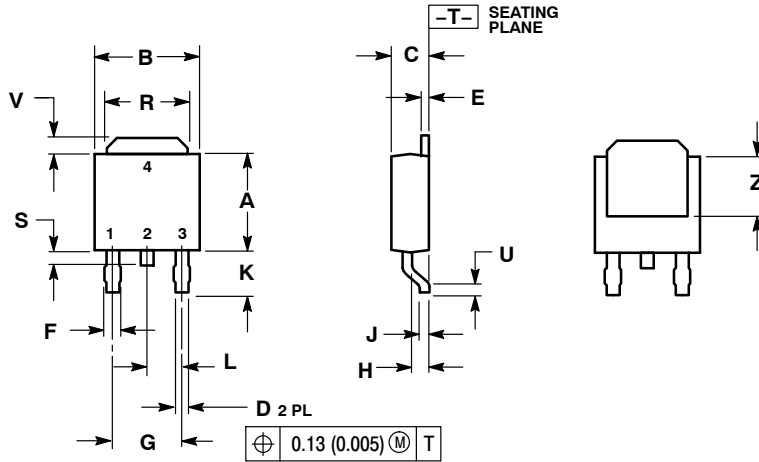 –T– SEATING
PLANE
B
C
V
R
E
4
A
Z
S
1 2 3
K
U
F
J
L
H
D 2 PL
G
⌖ 0.13 (0.005) Ⓜ T